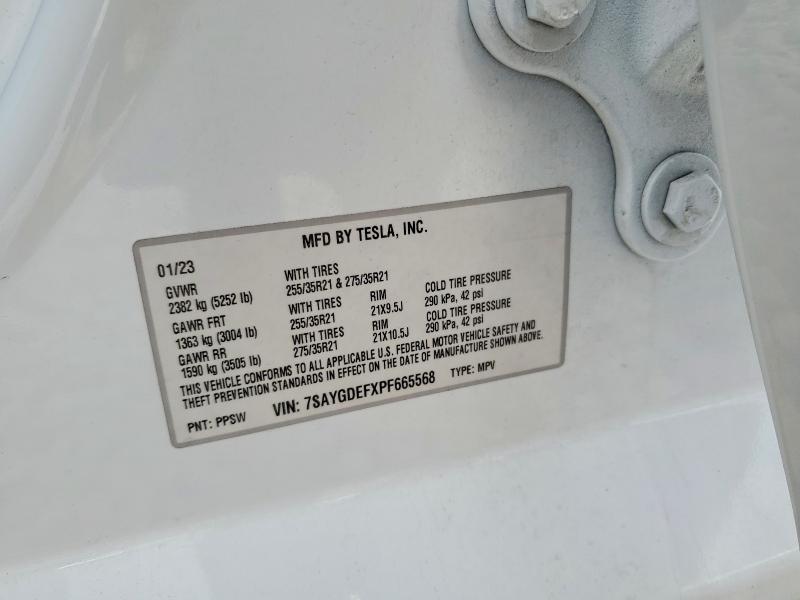 MFD BY TESLA, INC.
01/23
GVWR WITH TIRES
2382 kg (5252 lb) 255/35R21 & 275/35R21
GAWR FRT WITH TIRES RIM COLD TIRE PRESSURE
1363 kg (3004 lb) 255/35R21 21X9.5J 290 kPa, 42 psi
GAWR RR WITH TIRES RIM COLD TIRE PRESSURE
1590 kg (3505 lb) 275/35R21 21X10.5J 290 kPa, 42 psi
THIS VEHICLE CONFORMS TO ALL APPLICABLE U.S. FEDERAL MOTOR VEHICLE SAFETY AND
THEFT PREVENTION STANDARDS IN EFFECT ON THE DATE OF MANUFACTURE SHOWN ABOVE.
PNT: PPSW VIN: 7SAYGDEFXPF665568 TYPE: MPV